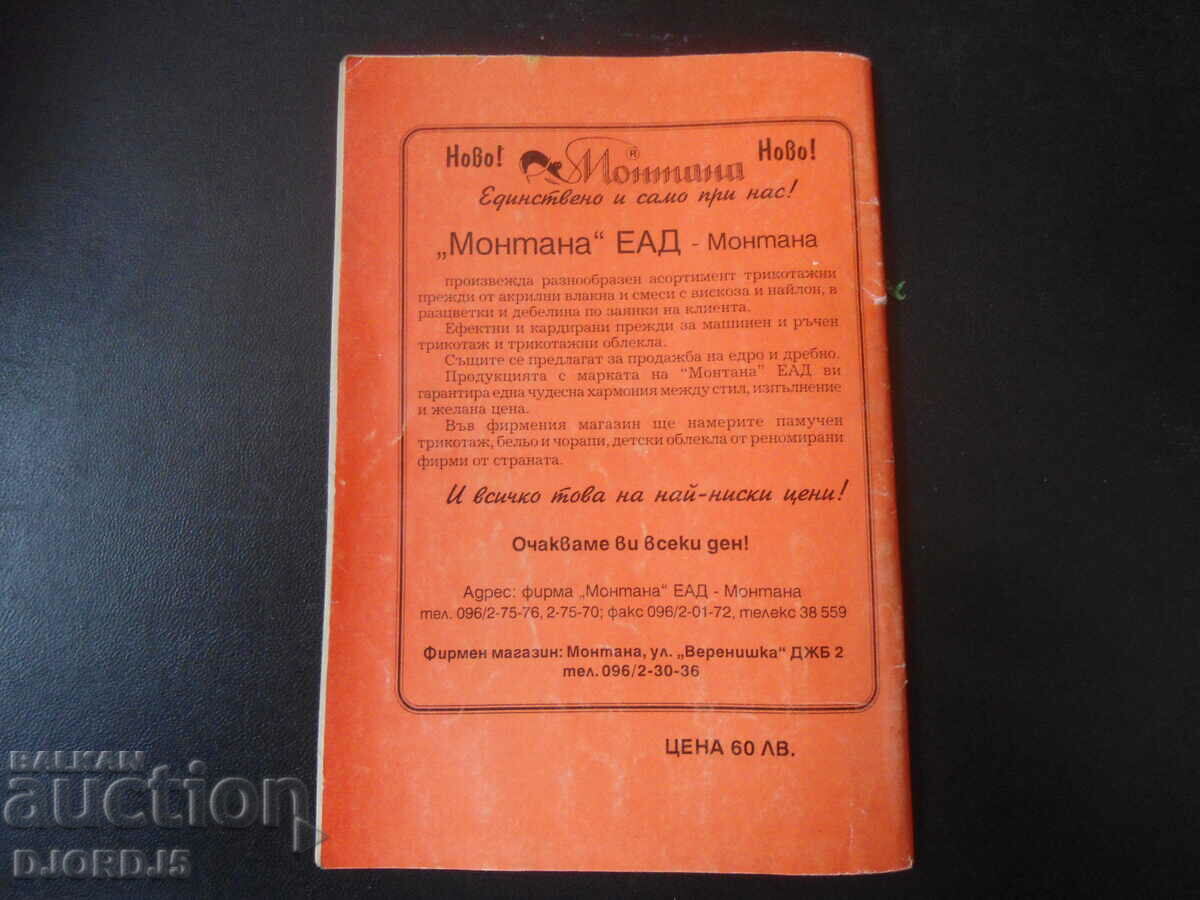 Ново! Монтана ® Ново!
Единствено и само при нас!
„Монтана“ ЕАД - Монтана
произвежда разнообразен асортимент трикотажни
прежди от акрилни влакна и смеси с вискоза и найлон, в
разцветки и дебелина по заянки на клиента.
Ефектни и кардирани прежди за машинен и ръчен
трикотаж и трикотажни облекла.
Същите се предлагат за продажба на едро и дребно.
Продукцията с марката на “Монтана” ЕАД ви
гарантира една чудесна хармония между стил, изпълнение
и желана цена.
Във фирмения магазин ще намерите памучен
трикотаж, бельо и чорапи, детски облекла от реномирани
фирми от страната.
И всичко това на най-ниски цени!
Очакваме ви всеки ден!
Адрес: фирма „Монтана“ ЕАД - Монтана
тел. 096/2-75-76, 2-75-70; факс 096/2-01-72, телекс 38 559
Фирмен магазин: Монтана, ул. „Веренишка“ ДЖБ 2
тел. 096/2-30-36
ЦЕНА 60 ЛВ.
BALKAN
auction
DJORD.J5